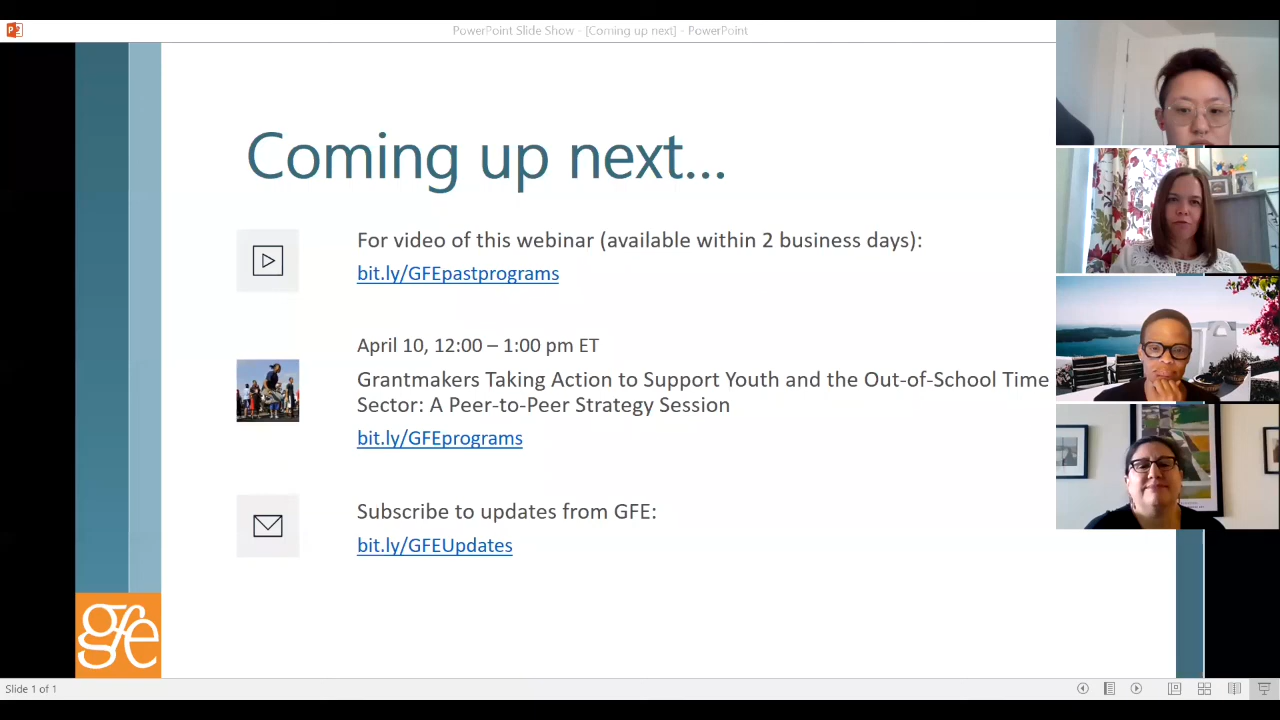 PowerPoint Slide Show - [Coming up next] - PowerPoint
Coming up next...
For video of this webinar (available within 2 business days):
bit.ly/GFEpastprograms
April 10, 12:00 – 1:00 pm ET
Grantmakers Taking Action to Support Youth and the Out-of-School Time
Sector: A Peer-to-Peer Strategy Session
bit.ly/GFEprograms
Subscribe to updates from GFE:
bit.ly/GFEUpdates
gfe
Slide 1 of 1